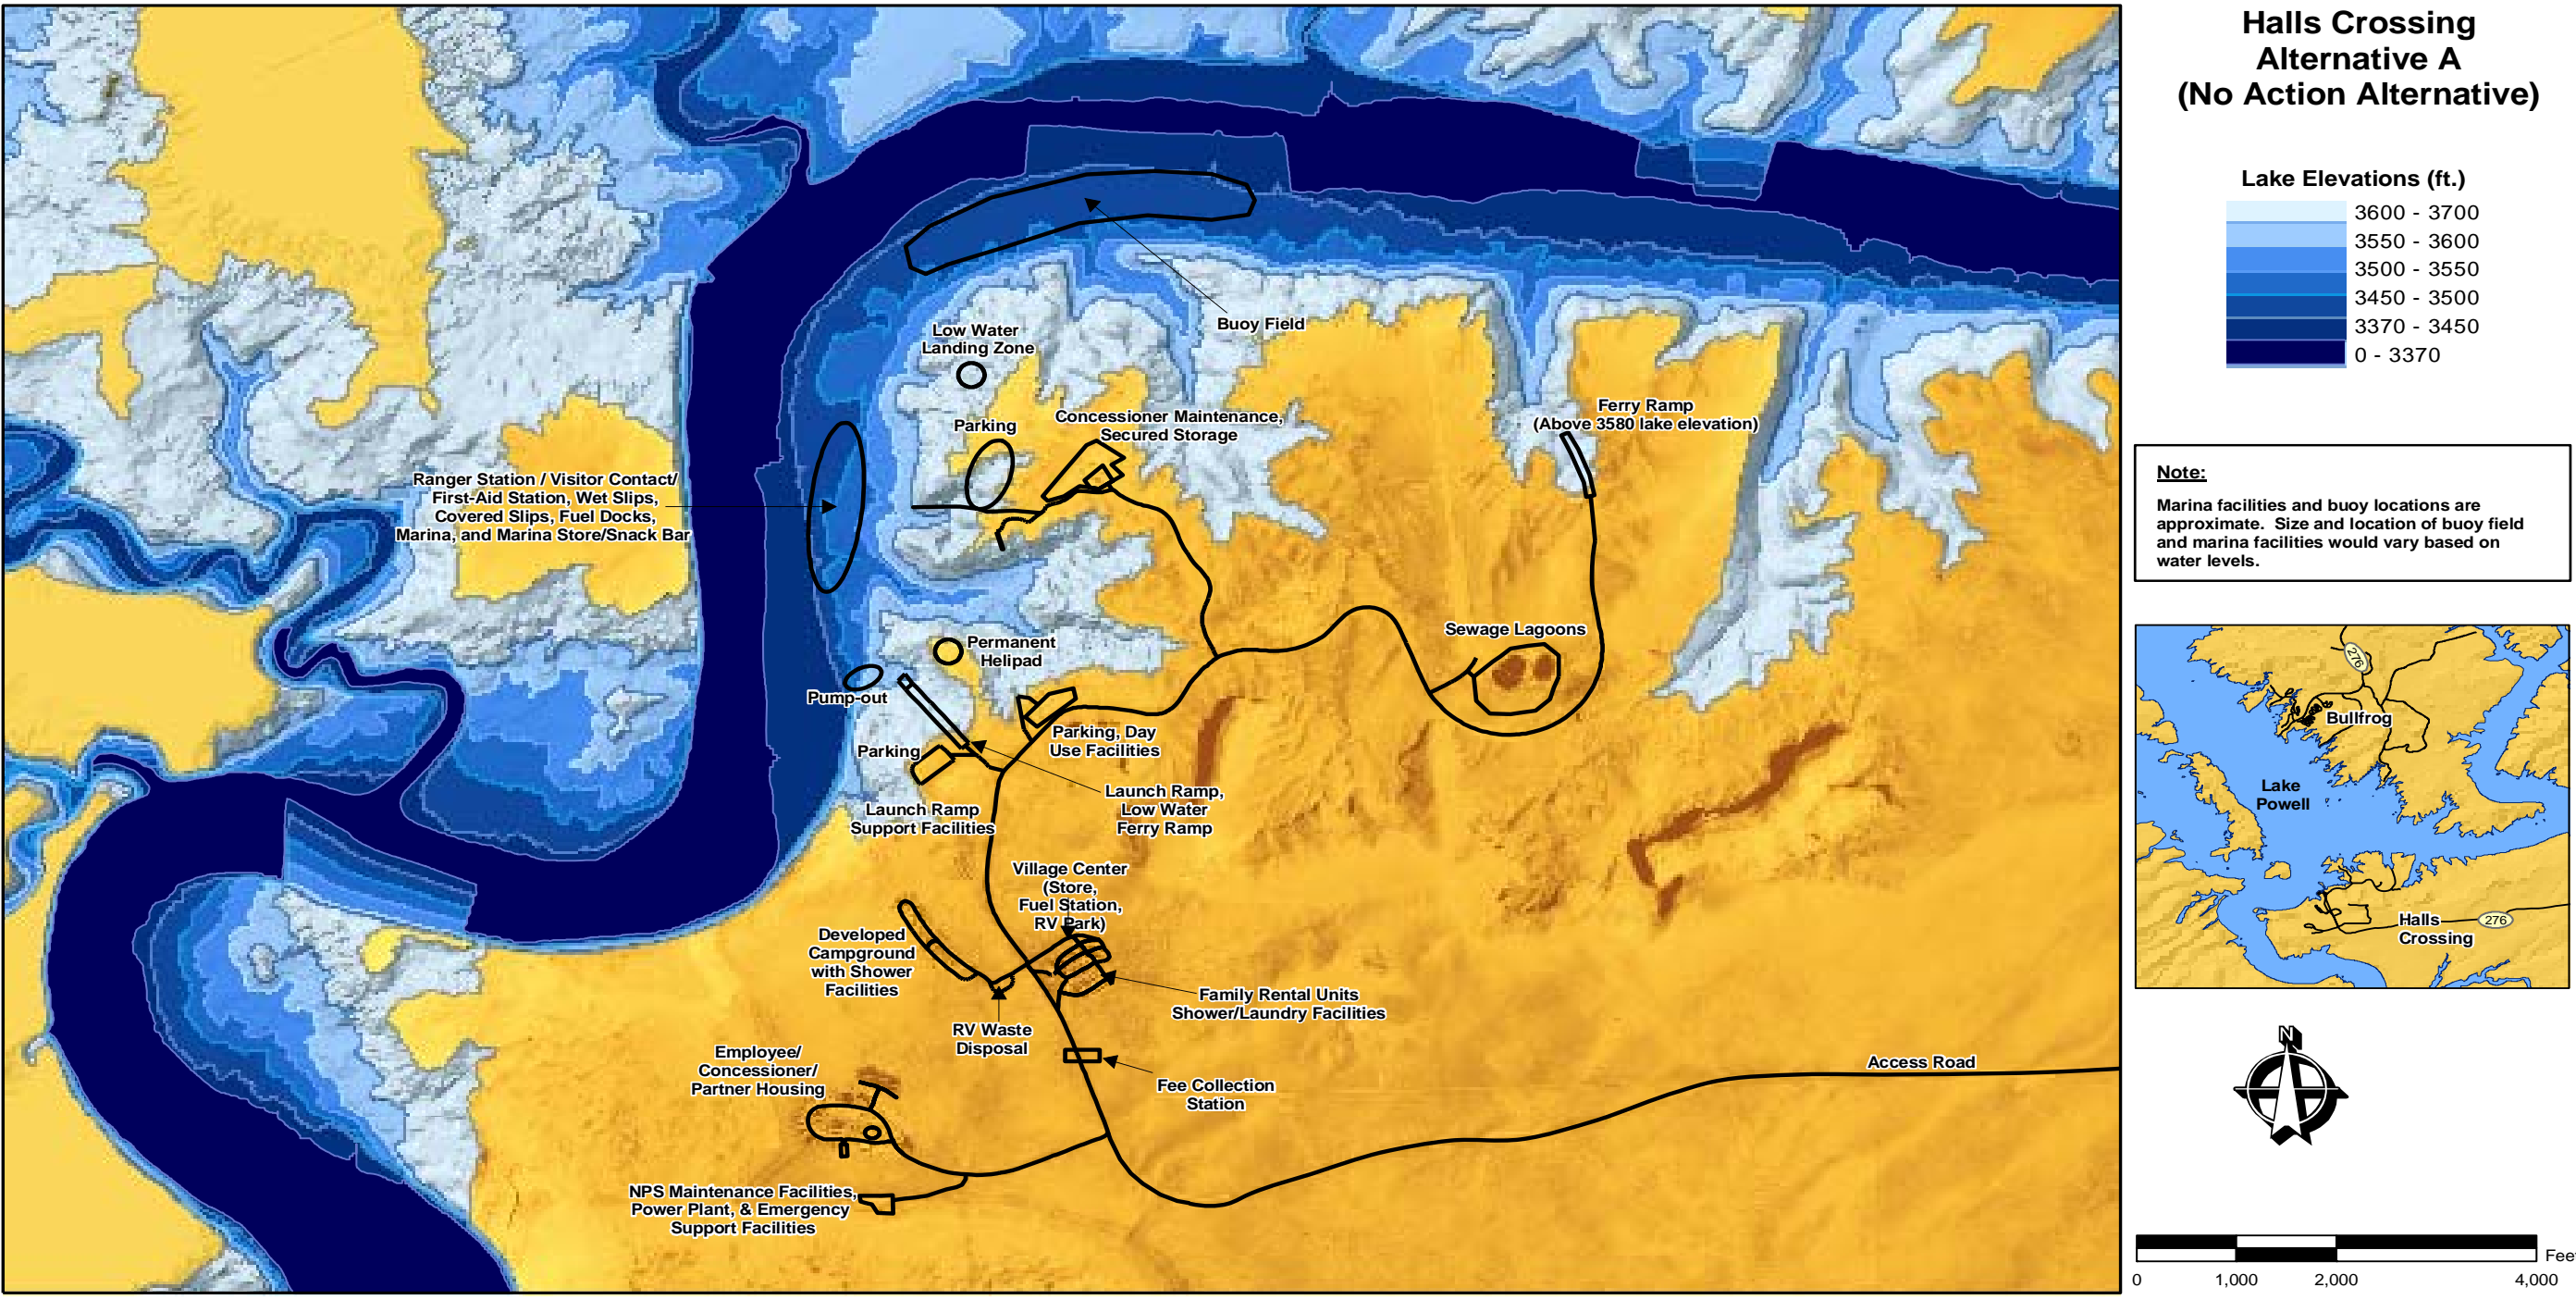 Halls Crossing
Alternative A
(No Action Alternative)
Lake Elevations (ft.)
3600 - 3700
3550 - 3600
3500 - 3550
3450 - 3500
3370 - 3450
0 - 3370
Note:
Marina facilities and buoy locations are
approximate. Size and location of buoy field
and marina facilities would vary based on
water levels.
Buoy Field
Low Water
Landing Zone
Parking
Concessioner Maintenance,
Secured Storage
Ferry Ramp
(Above 3580 lake elevation)
Ranger Station / Visitor Contact/
First-Aid Station, Wet Slips,
Covered Slips, Fuel Docks,
Marina, and Marina Store/Snack Bar
Sewage Lagoons
Permanent
Helipad
Pump-out
Parking, Day
Use Facilities
Parking
Launch Ramp,
Low Water
Ferry Ramp
Launch Ramp
Support Facilities
Village Center
(Store,
Fuel Station,
RV Park)
Developed
Campground
with Shower
Facilities
Family Rental Units
Shower/Laundry Facilities
RV Waste
Disposal
Employee/
Concessioner/
Partner Housing
Fee Collection
Station
Access Road
NPS Maintenance Facilities,
Power Plant, & Emergency
Support Facilities
276
Bullfrog
Lake
Powell
Halls
Crossing
276
N
Fee
0 1,000 2,000 4,000